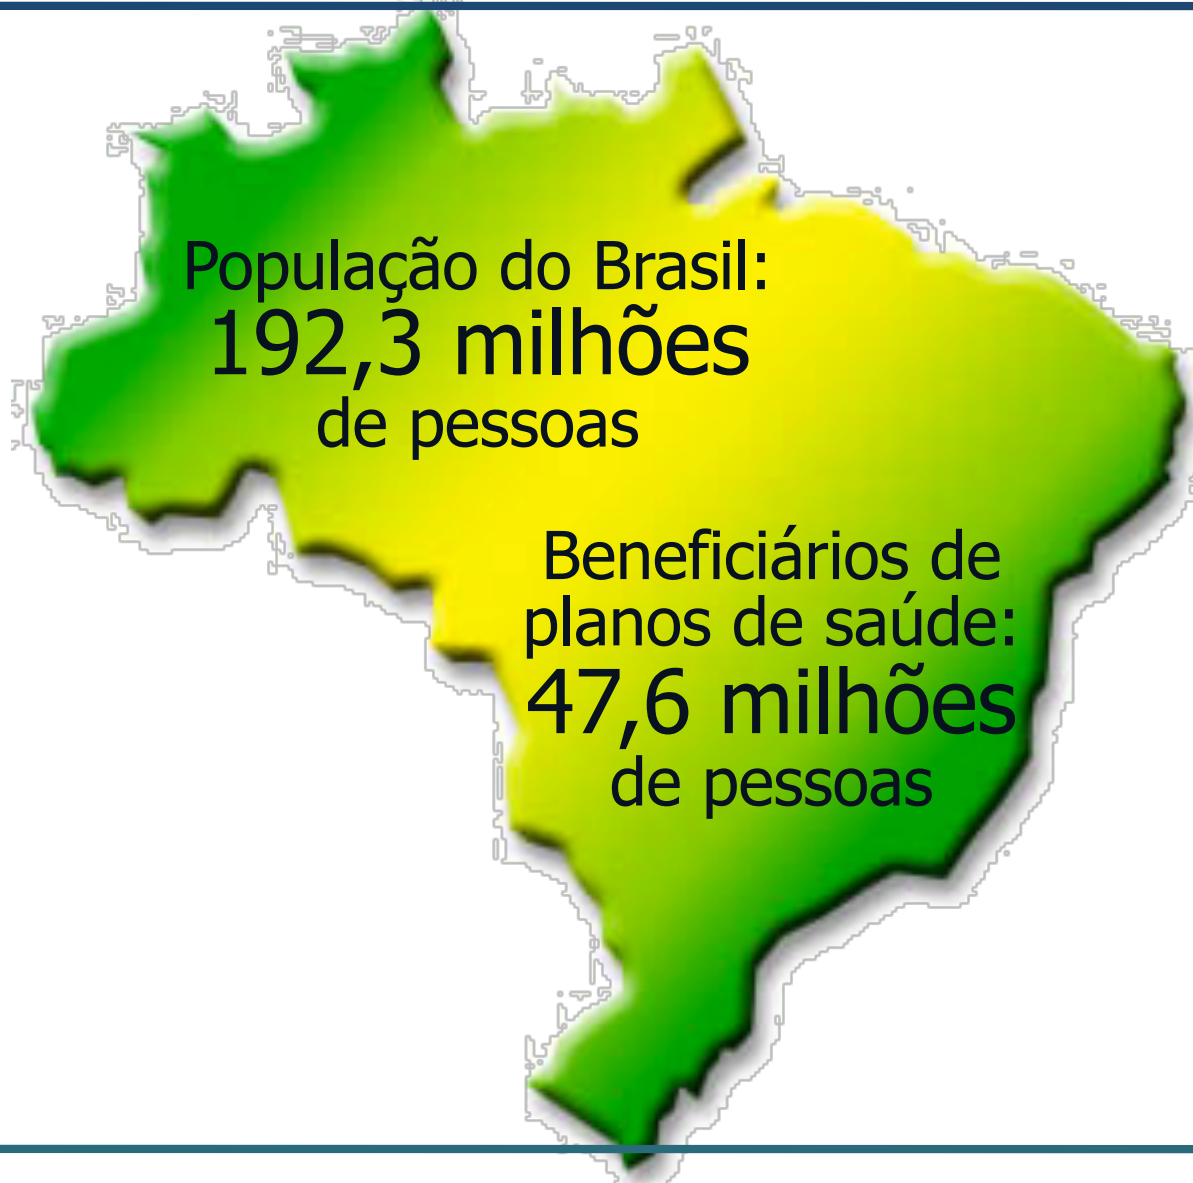 População do Brasil:
192,3 milhões
de pessoas
Beneficiários de
planos de saúde:
47,6 milhões
de pessoas